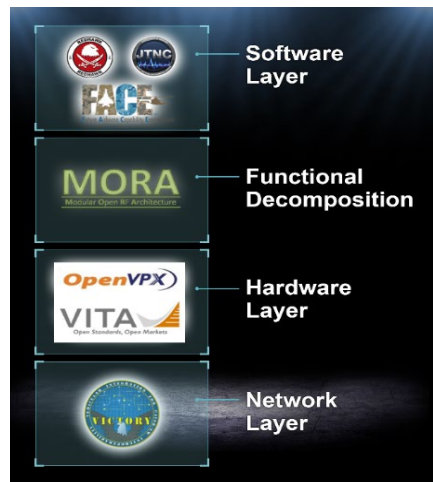 REDHAWK
JTNC
Software
Layer
FACE
MORA
Modular Open RF Architecture
Functional
Decomposition
OpenVPX
VITA
Open Standards, Open Markets
Hardware
Layer
VICTORY
Network
Layer